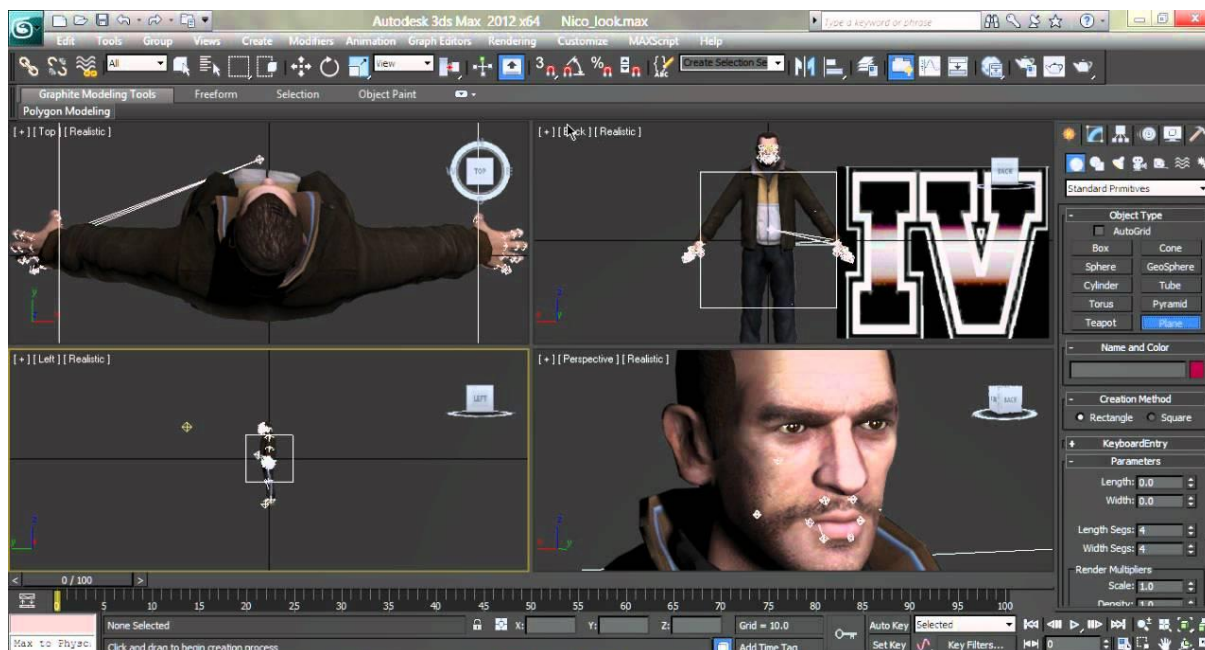 Autodesk 3ds Max 2012 x64 Nico_look.max
Type a keyword or phrase
Edit Tools Group Views Create Modifiers Animation Graph Editors Rendering Customize MAXScript Help
All
View
3
Create Selection Se
Graphite Modeling Tools Freeform Selection Object Paint
Polygon Modeling
[ + ] [ Top ] [ Realistic ]
TOP
[ + ] [ Back ] [ Realistic ]
BACK
IV
[ + ] [ Left ] [ Realistic ]
LEFT
[ + ] [ Perspective ] [ Realistic ]
BACK
Standard Primitives
- Object Type
AutoGrid
Box Cone
Sphere GeoSphere
Cylinder Tube
Torus Pyramid
Teapot Plane
- Name and Color
- Creation Method
Rectangle Square
+ KeyboardEntry
- Parameters
Length: 0.0
Width: 0.0
Length Segs: 4
Width Segs: 4
Render Multipliers
Scale: 1.0
Density: 1.0
< 0 / 100 >
0 5 10 15 20 25 30 35 40 45 50 55 60 65 70 75 80 85 90 95 100
None Selected X: Y: Z: Grid = 10.0 Auto Key Selected
Max to Physc. Click and drag to begin creation process Add Time Tag Set Key Key Filters... 0